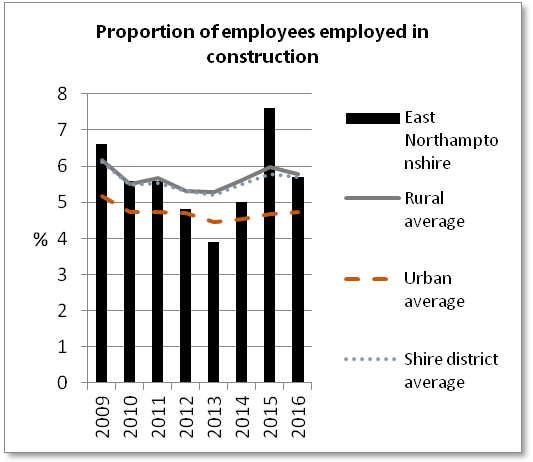 Proportion of employees employed in
construction
8
7
6
5
4
3
2
1
0
%
2009
2010
2011
2012
2013
2014
2015
2016
East
Northampto
nshire
Rural
average
Urban
average
Shire district
average